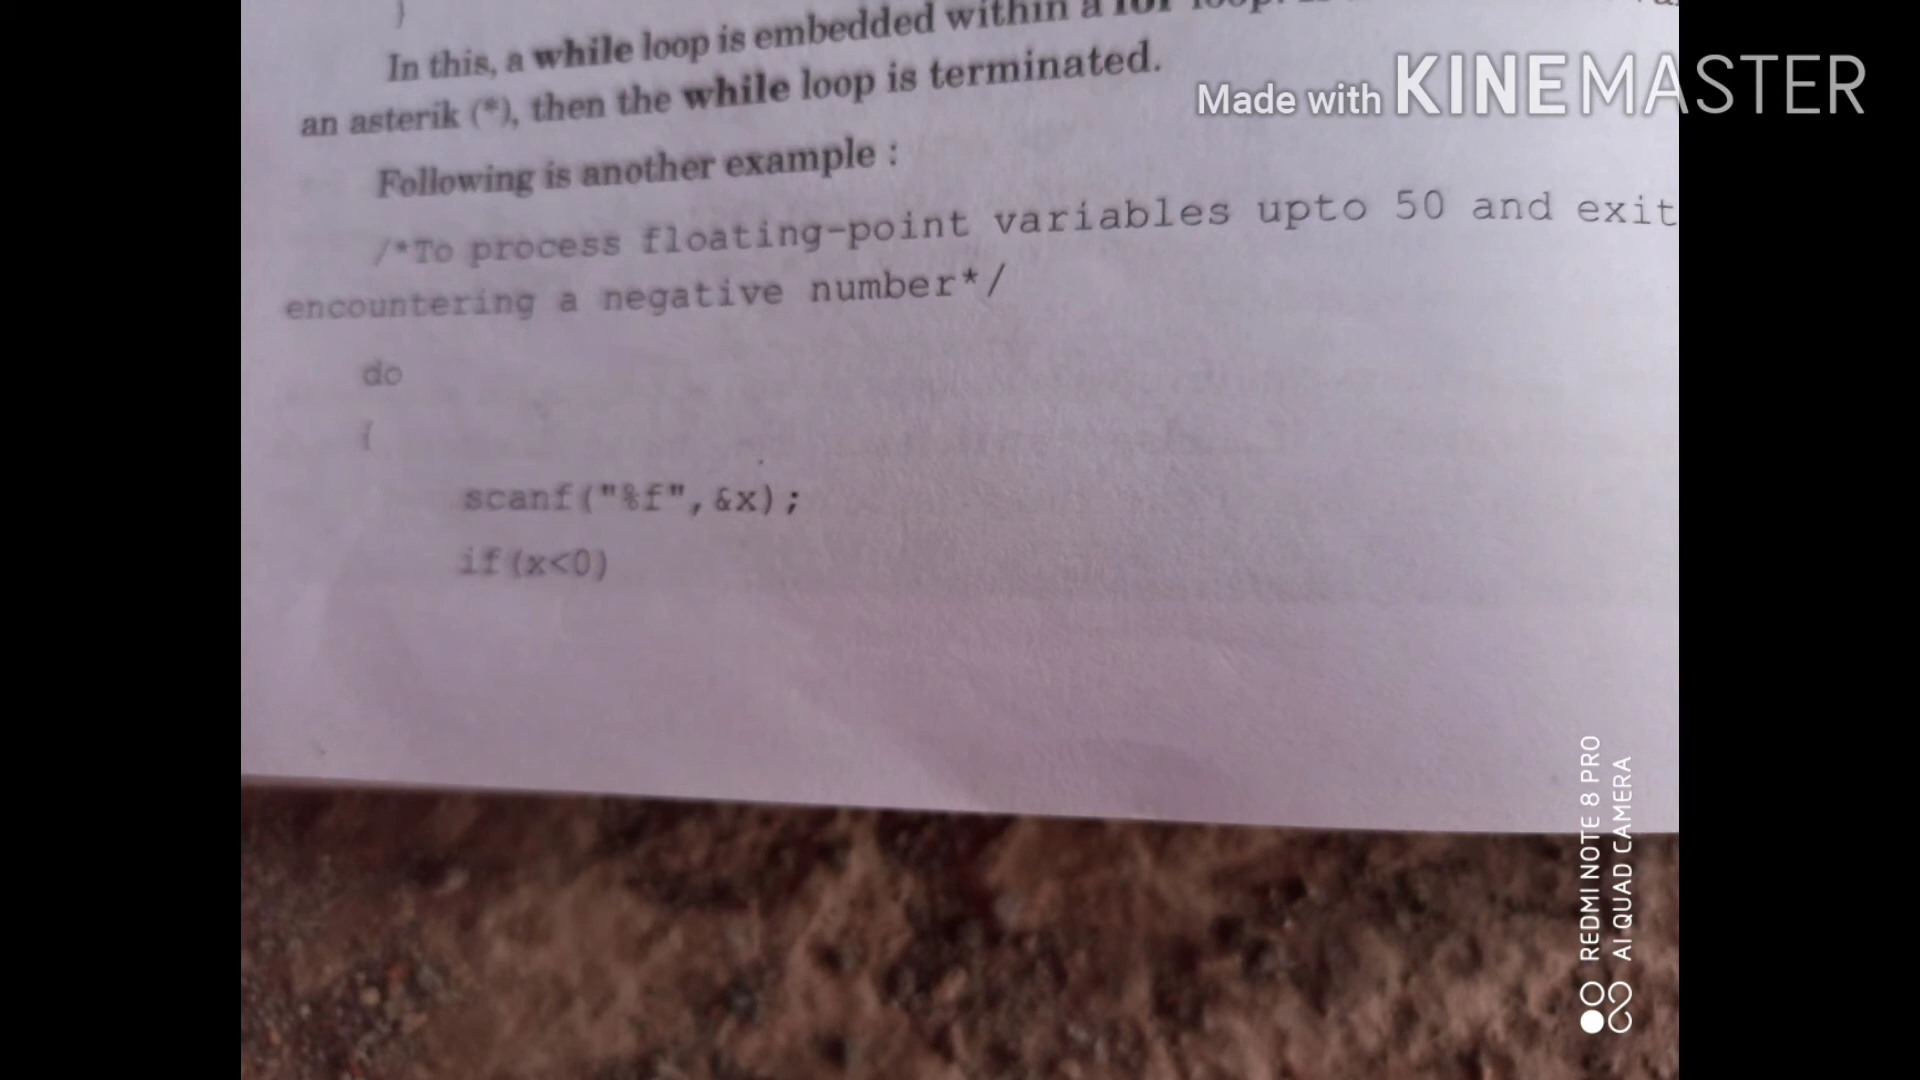 }
In this, a while loop is embedded within a for loop.
an asterik (*), then the while loop is terminated.
Following is another example :
/*To process floating-point variables upto 50 and exit
encountering a negative number*/
do
{
scanf("%f",&x);
if(x<0)
Made with KINEMASTER
REDMI NOTE 8 PRO
AI QUAD CAMERA